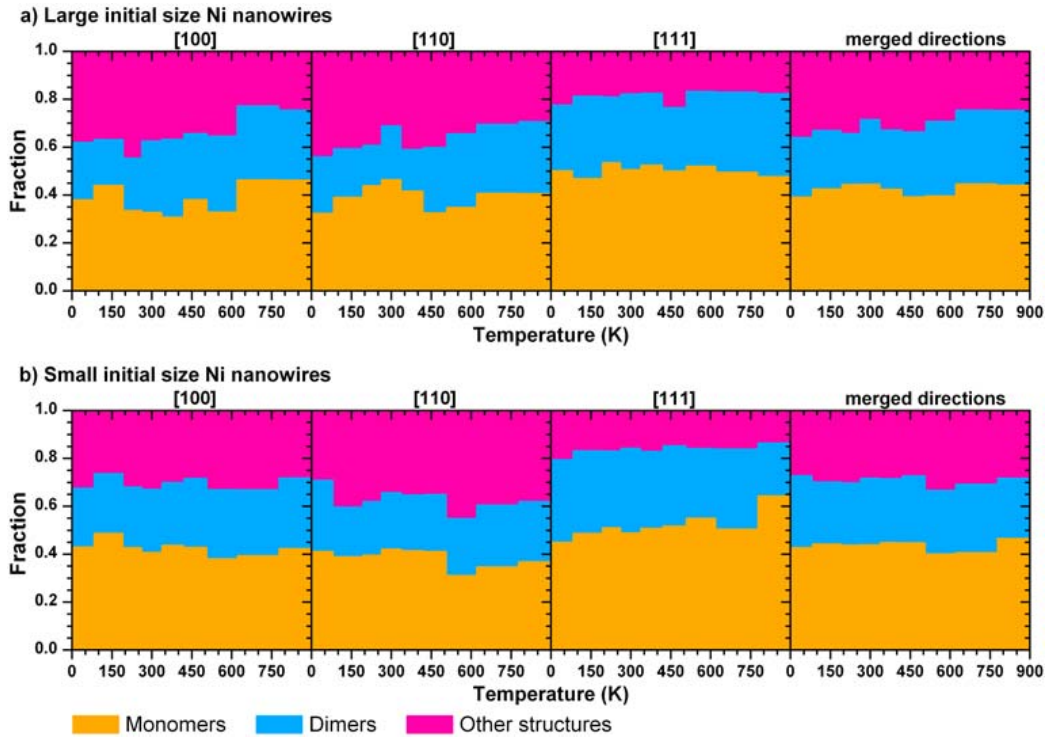 a) Large initial size Ni nanowires
[100] [110] [111] merged directions
1.0
0.8
0.6
0.4
0.2
0.0
Fraction
0 150 300 450 600 750 0 150 300 450 600 750 0 150 300 450 600 750 0 150 300 450 600 750 900
Temperature (K) Temperature (K)
b) Small initial size Ni nanowires
[100] [110] [111] merged directions
1.0
0.8
0.6
0.4
0.2
0.0
Fraction
0 150 300 450 600 750 0 150 300 450 600 750 0 150 300 450 600 750 0 150 300 450 600 750 900
Temperature (K) Temperature (K)
Monomers Dimers Other structures